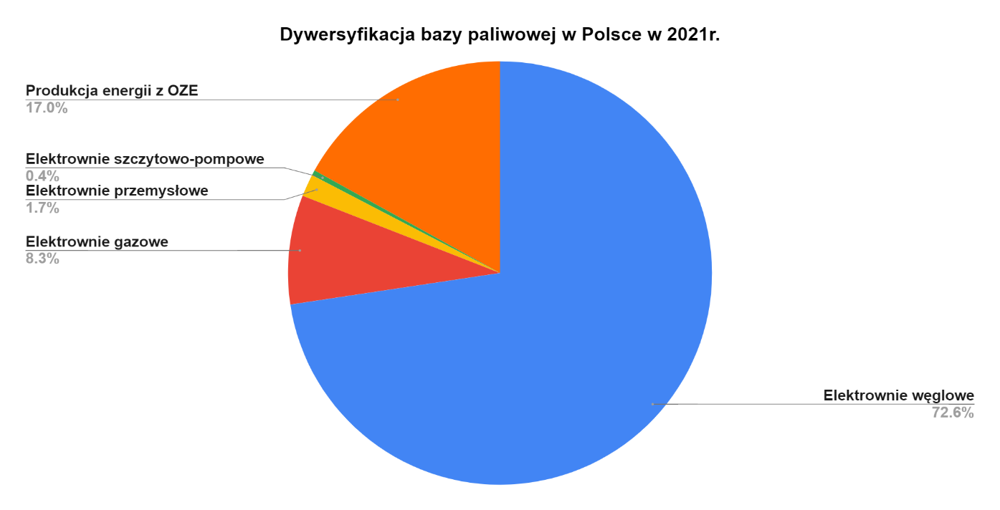 Dywersyfikacja bazy paliwowej w Polsce w 2021r.
Produkcja energii z OZE
17.0%
Elektrownie szczytowo-pompowe
0.4%
Elektrownie przemysłowe
1.7%
Elektrownie gazowe
8.3%
Elektrownie węglowe
72.6%